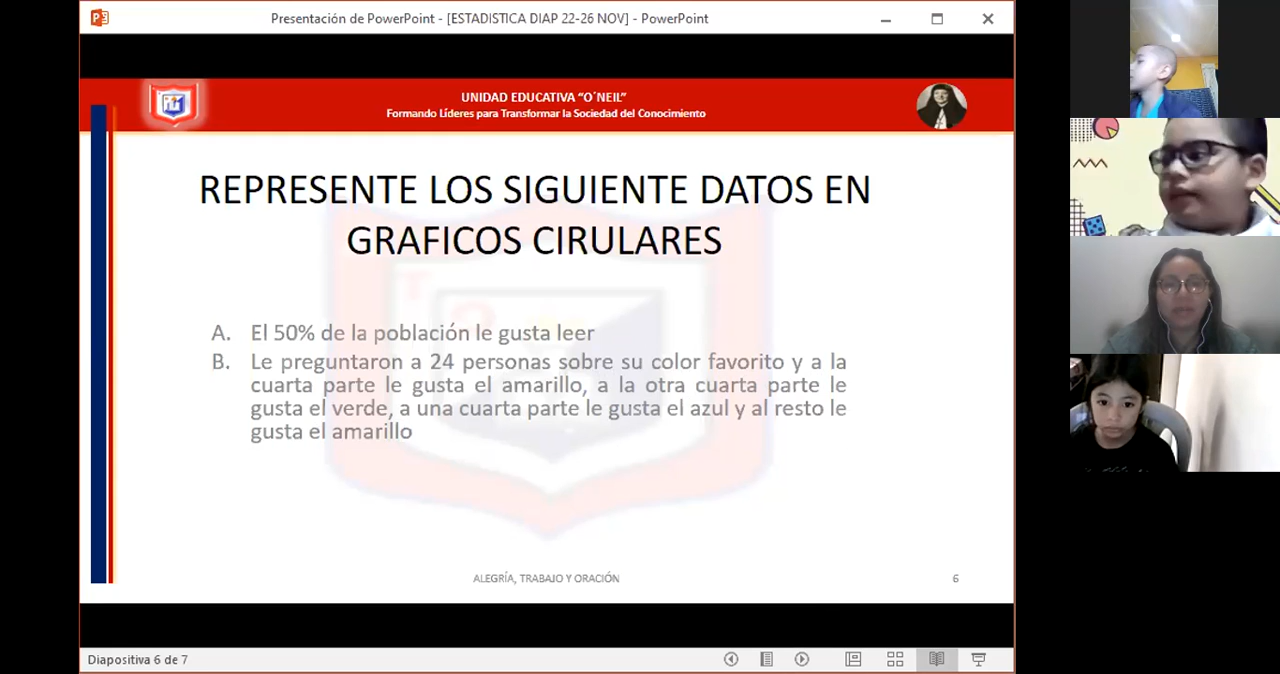 Presentación de PowerPoint - [ESTADISTICA DIAP 22-26 NOV] - PowerPoint
UNIDAD EDUCATIVA “O´NEIL”
Formando Líderes para Transformar la Sociedad del Conocimiento
REPRESENTE LOS SIGUIENTE DATOS EN
GRAFICOS CIRULARES
A. El 50% de la población le gusta leer
B. Le preguntaron a 24 personas sobre su color favorito y a la
cuarta parte le gusta el amarillo, a la otra cuarta parte le
gusta el verde, a una cuarta parte le gusta el azul y al resto le
gusta el amarillo
ALEGRÍA, TRABAJO Y ORACIÓN
6
Diapositiva 6 de 7